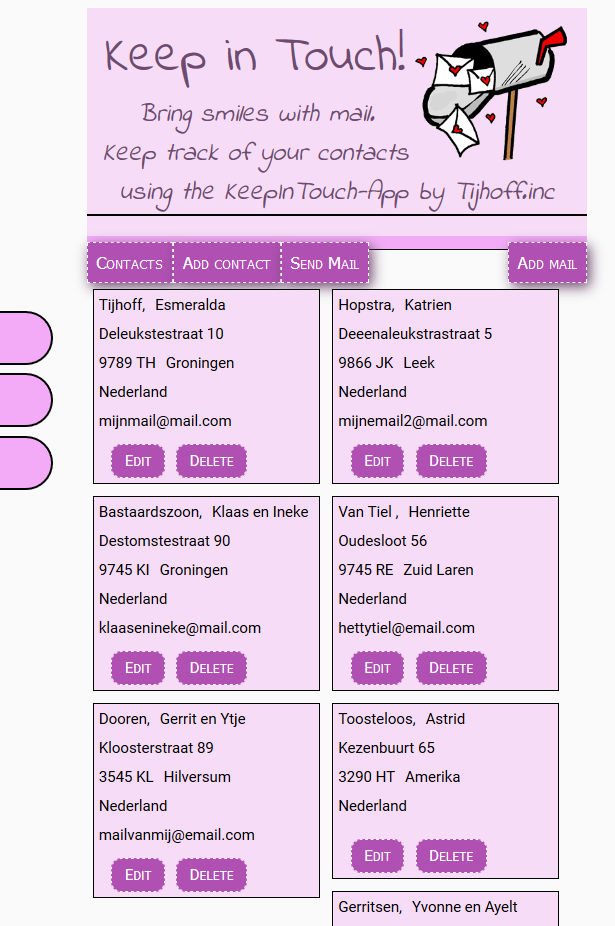 Keep in Touch!
Bring smiles with mail.
Keep track of your contacts
using the KeepInTouch-App by Tijhoff.inc
Contacts Add contact Send Mail Add mail
Tijhoff, Esmeralda
Deleukstestraat 10
9789 TH Groningen
Nederland
mijnmail@mail.com
Edit Delete
Hopstra, Katrien
Deeenaleukstrastraat 5
9866 JK Leek
Nederland
mijnemail2@mail.com
Edit Delete
Bastaardszoon, Klaas en Ineke
Destomstestraat 90
9745 KI Groningen
Nederland
klaasenineke@mail.com
Edit Delete
Van Tiel , Henriette
Oudesloot 56
9745 RE Zuid Laren
Nederland
hettytiel@email.com
Edit Delete
Dooren, Gerrit en Ytje
Kloosterstraat 89
3545 KL Hilversum
Nederland
mailvanmij@email.com
Edit Delete
Toosteloos, Astrid
Kezenbuurt 65
3290 HT Amerika
Nederland
Edit Delete
Gerritsen, Yvonne en Ayelt